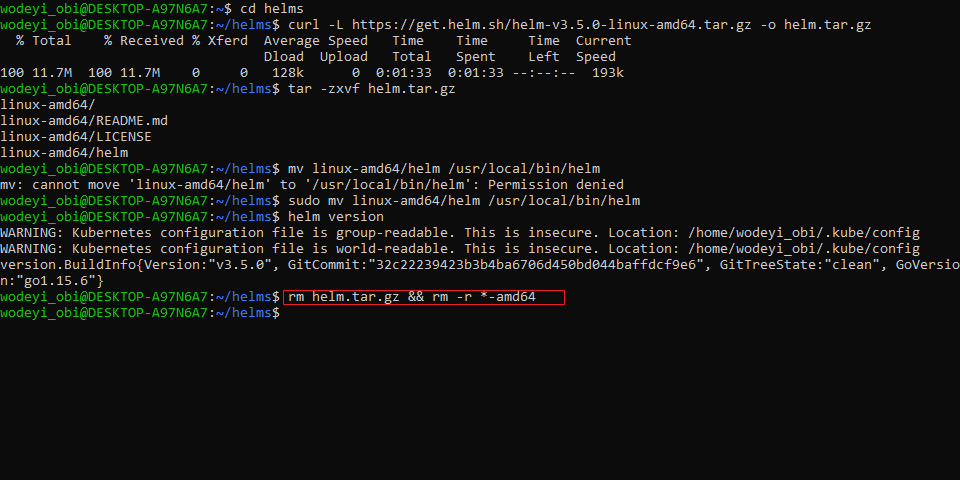 wodeyi_obi@DESKTOP-A97N6A7:~$ cd helms
wodeyi_obi@DESKTOP-A97N6A7:~/helms$ curl -L https://get.helm.sh/helm-v3.5.0-linux-amd64.tar.gz -o helm.tar.gz
  % Total    % Received % Xferd  Average Speed   Time    Time     Time  Current
                                 Dload  Upload   Total   Spent    Left  Speed
100 11.7M  100 11.7M    0     0   128k      0  0:01:33  0:01:33 --:--:--  193k
wodeyi_obi@DESKTOP-A97N6A7:~/helms$ tar -zxvf helm.tar.gz
linux-amd64/
linux-amd64/README.md
linux-amd64/LICENSE
linux-amd64/helm
wodeyi_obi@DESKTOP-A97N6A7:~/helms$ mv linux-amd64/helm /usr/local/bin/helm
mv: cannot move 'linux-amd64/helm' to '/usr/local/bin/helm': Permission denied
wodeyi_obi@DESKTOP-A97N6A7:~/helms$ sudo mv linux-amd64/helm /usr/local/bin/helm
wodeyi_obi@DESKTOP-A97N6A7:~/helms$ helm version
WARNING: Kubernetes configuration file is group-readable. This is insecure. Location: /home/wodeyi_obi/.kube/config
WARNING: Kubernetes configuration file is world-readable. This is insecure. Location: /home/wodeyi_obi/.kube/config
version.BuildInfo{Version:"v3.5.0", GitCommit:"32c22239423b3b4ba6706d450bd044baffdcf9e6", GitTreeState:"clean", GoVersio
n:"go1.15.6"}
wodeyi_obi@DESKTOP-A97N6A7:~/helms$ rm helm.tar.gz && rm -r *-amd64
wodeyi_obi@DESKTOP-A97N6A7:~/helms$